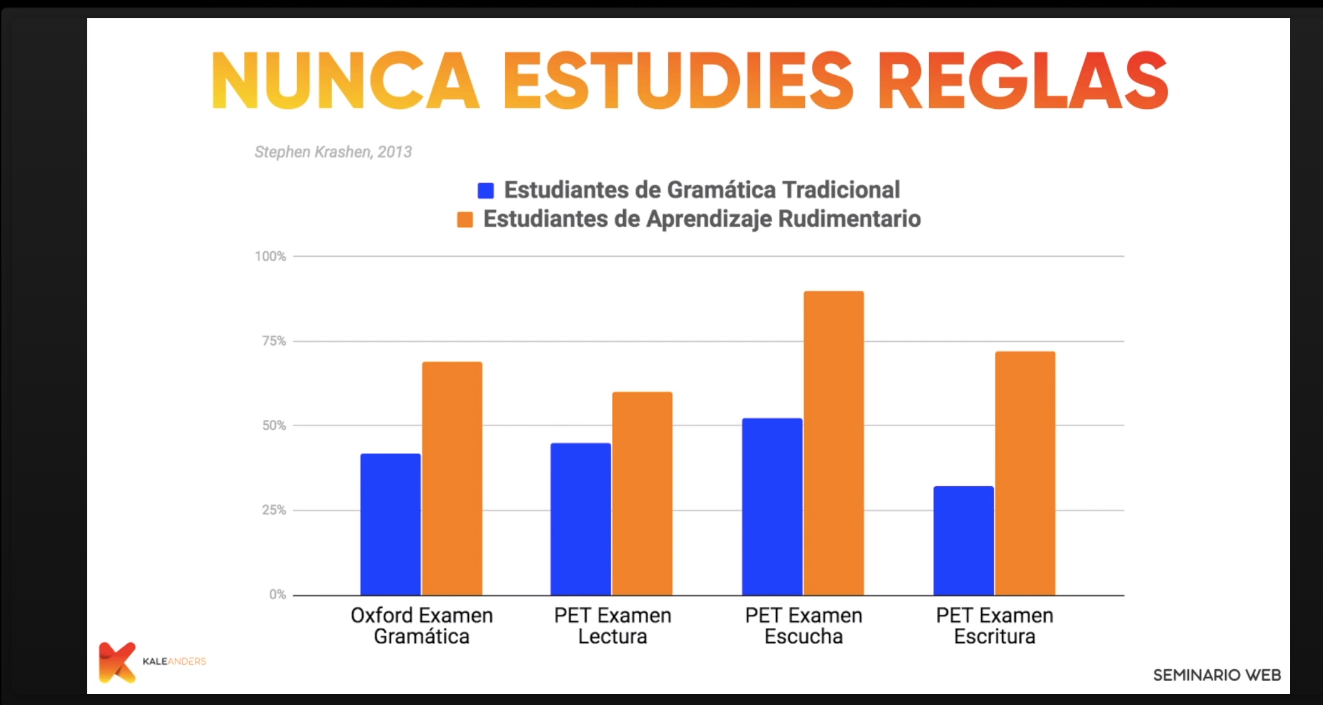 NUNCA ESTUDIES REGLAS
Stephen Krashen, 2013
Estudiantes de Gramática Tradicional
Estudiantes de Aprendizaje Rudimentario
100%
75%
50%
25%
0%
Oxford Examen
Gramática
PET Examen
Lectura
PET Examen
Escucha
PET Examen
Escritura
KALEANDERS
SEMINARIO WEB